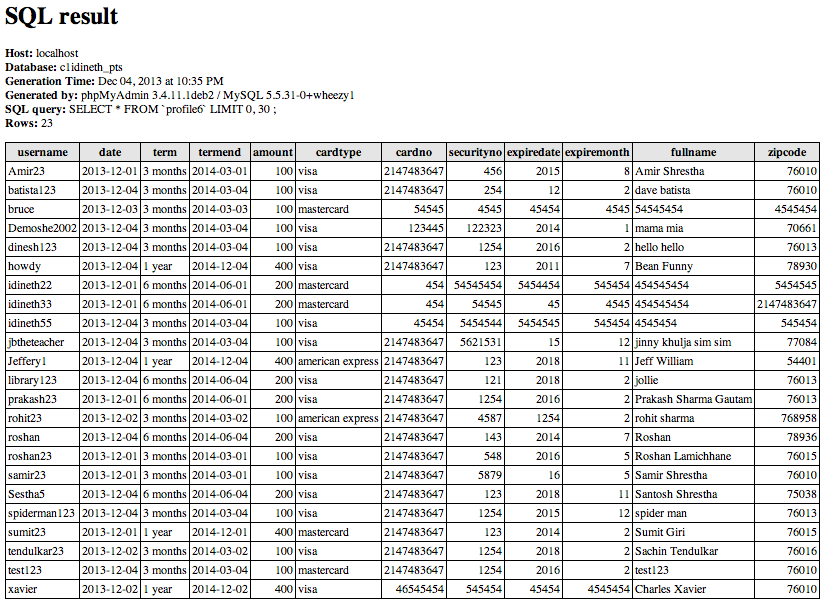 SQL result
Host: localhost
Database: c1idineth_pts
Generation Time: Dec 04, 2013 at 10:35 PM
Generated by: phpMyAdmin 3.4.11.1deb2 / MySQL 5.5.31-0+wheezy1
SQL query: SELECT * FROM `profile6` LIMIT 0, 30 ;
Rows: 23
username date term termend amount cardtype cardno securityno expiredate expiremonth fullname zipcode
Amir23 2013-12-01 3 months 2014-03-01 100 visa 2147483647 456 2015 8 Amir Shrestha 76010
batista123 2013-12-04 3 months 2014-03-04 100 visa 2147483647 254 12 2 dave batista 76010
bruce 2013-12-03 3 months 2014-03-03 100 mastercard 54545 4545 45454 4545 54545454 4545454
Demoshe2002 2013-12-04 3 months 2014-03-04 100 visa 123445 122323 2014 1 mama mia 70661
dinesh123 2013-12-04 3 months 2014-03-04 100 visa 2147483647 1254 2016 2 hello hello 76013
howdy 2013-12-04 1 year 2014-12-04 400 visa 2147483647 123 2011 7 Bean Funny 78930
idineth22 2013-12-01 6 months 2014-06-01 200 mastercard 454 54545454 5454454 545454 454545454 5454545
idineth33 2013-12-01 6 months 2014-06-01 200 mastercard 454 54545 45 4545 454545454 2147483647
idineth55 2013-12-04 3 months 2014-03-04 100 visa 45454 5454544 5454545 545454 4545454 545454
jbtheteacher 2013-12-04 3 months 2014-03-04 100 visa 2147483647 5621531 15 12 jinny khulja sim sim 77084
Jeffery1 2013-12-04 1 year 2014-12-04 400 american express 2147483647 123 2018 11 Jeff William 54401
library123 2013-12-04 6 months 2014-06-04 200 visa 2147483647 121 2018 2 jollie 76013
prakash23 2013-12-01 6 months 2014-06-01 200 visa 2147483647 1254 2016 2 Prakash Sharma Gautam 76013
rohit23 2013-12-02 3 months 2014-03-02 100 american express 2147483647 4587 1254 2 rohit sharma 768958
roshan 2013-12-04 6 months 2014-06-04 200 visa 2147483647 143 2014 7 Roshan 78936
roshan23 2013-12-01 3 months 2014-03-01 100 visa 2147483647 548 2016 5 Roshan Lamichhane 76015
samir23 2013-12-01 3 months 2014-03-01 100 visa 2147483647 5879 16 5 Samir Shrestha 76010
Sestha5 2013-12-04 6 months 2014-06-04 200 visa 2147483647 123 2018 11 Santosh Shrestha 75038
spiderman123 2013-12-04 3 months 2014-03-04 100 visa 2147483647 1254 2015 12 spider man 76013
sumit23 2013-12-01 1 year 2014-12-01 400 mastercard 2147483647 123 2014 2 Sumit Giri 76015
tendulkar23 2013-12-02 3 months 2014-03-02 100 visa 2147483647 1254 2018 2 Sachin Tendulkar 76016
test123 2013-12-04 3 months 2014-03-04 100 mastercard 2147483647 1254 2016 2 test123 76010
xavier 2013-12-02 1 year 2014-12-02 400 visa 46545454 545454 45454 4545454 Charles Xavier 76010